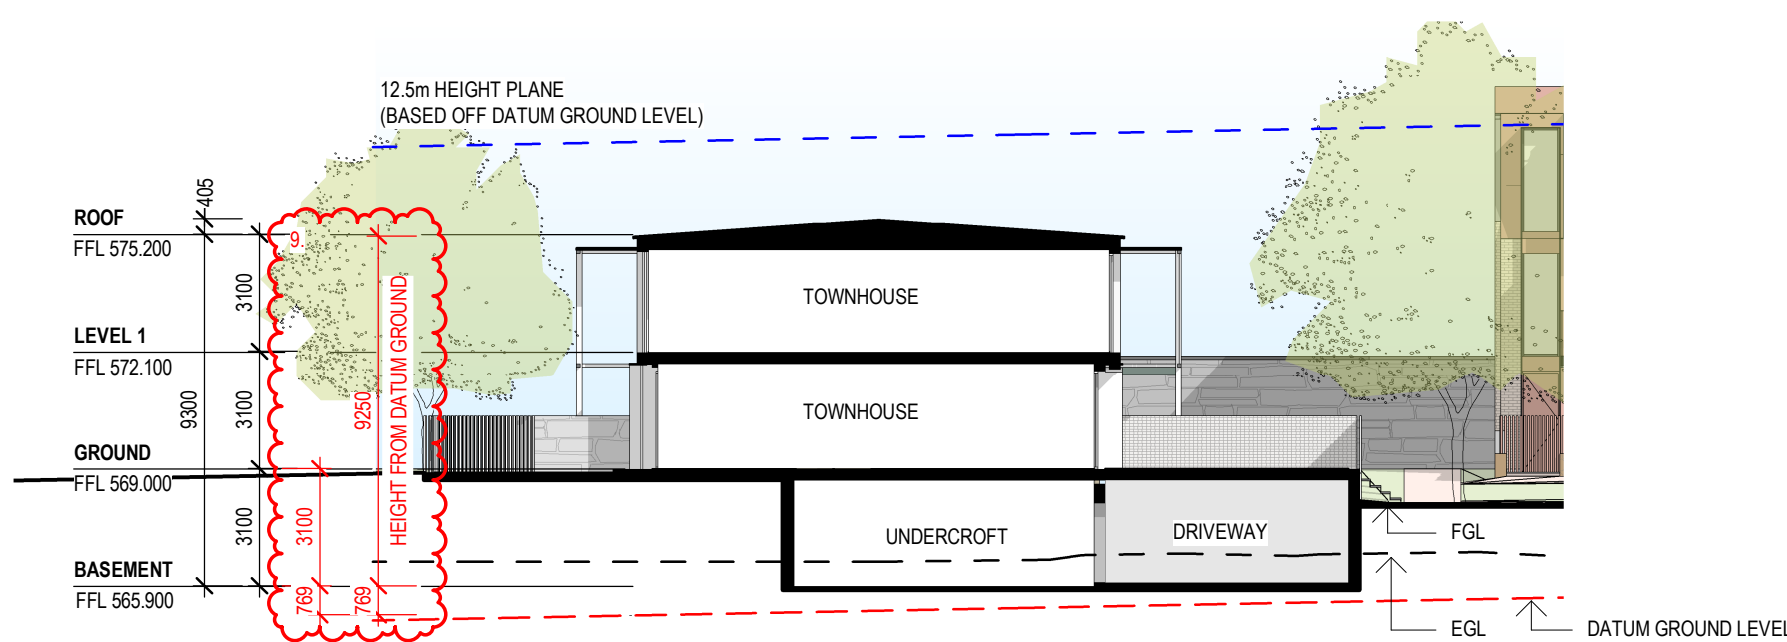 12.5m HEIGHT PLANE
(BASED OFF DATUM GROUND LEVEL)
405
ROOF
FFL 575.200
9.
3100
TOWNHOUSE
LEVEL 1
FFL 572.100
9300
3100
9250
HEIGHT FROM DATUM GROUND
TOWNHOUSE
GROUND
FFL 569.000
3100
3100
UNDERCROFT
DRIVEWAY
FGL
BASEMENT
FFL 565.900
769
769
EGL
DATUM GROUND LEVEL